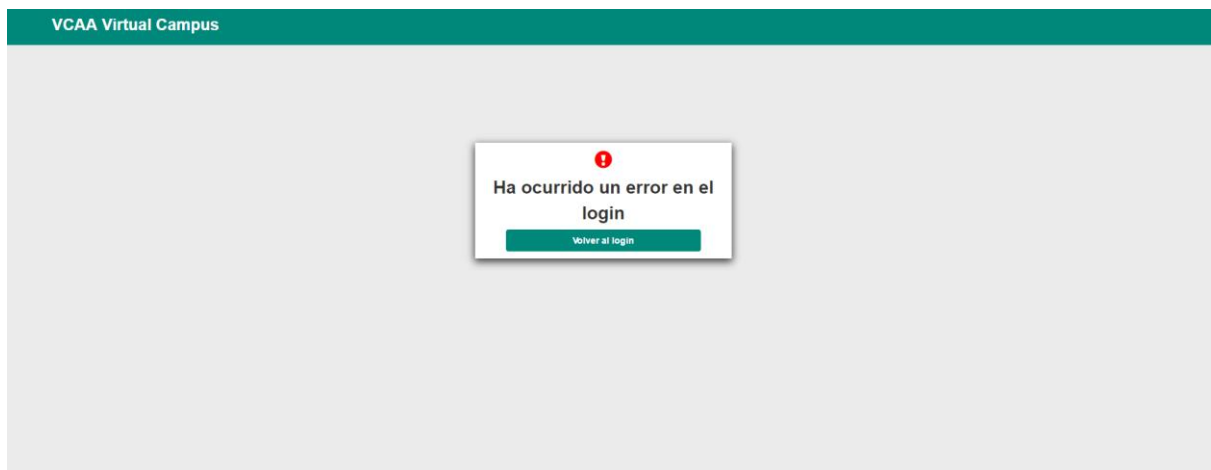 VCAA Virtual Campus
Ha ocurrido un error en el
login
Volver al login